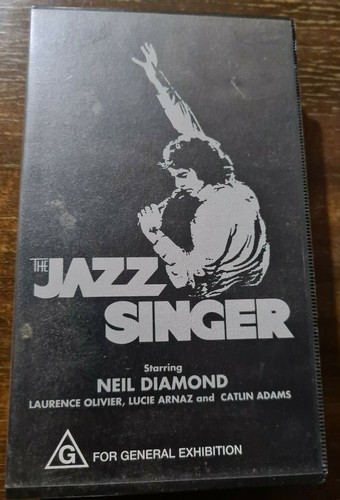 THE JAZZ
SINGER
Starring
NEIL DIAMOND
LAURENCE OLIVIER, LUCIE ARNAZ and CATLIN ADAMS
G FOR GENERAL EXHIBITION